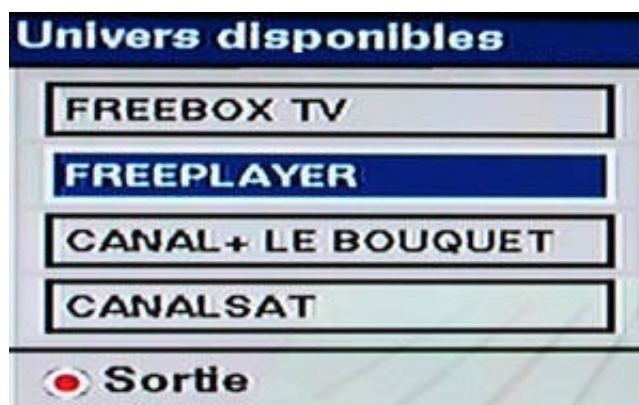 Univers disponibles
FREEBOX TV
FREEPLAYER
CANAL+ LE BOUQUET
CANALSAT
Sortie